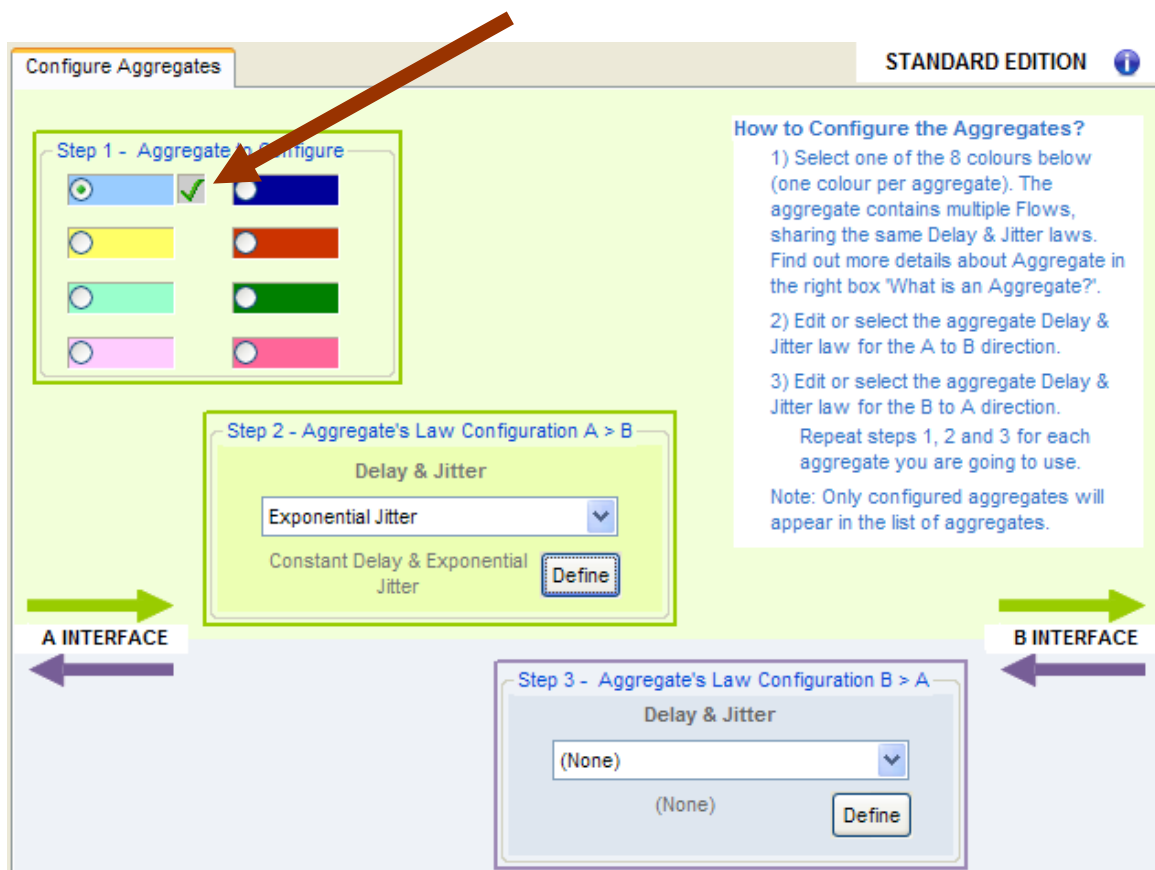 Configure Aggregates
STANDARD EDITION
i
Step 1 - Aggregate to Configure
How to Configure the Aggregates?
1) Select one of the 8 colours below
(one colour per aggregate). The
aggregate contains multiple Flows,
sharing the same Delay & Jitter laws.
Find out more details about Aggregate in
the right box 'What is an Aggregate?'.
2) Edit or select the aggregate Delay &
Jitter law for the A to B direction.
3) Edit or select the aggregate Delay &
Jitter law for the B to A direction.
Repeat steps 1, 2 and 3 for each
aggregate you are going to use.
Note: Only configured aggregates will
appear in the list of aggregates.
Step 2 - Aggregate's Law Configuration A > B
Delay & Jitter
Exponential Jitter
Constant Delay & Exponential
Jitter
Define
A INTERFACE
B INTERFACE
Step 3 - Aggregate's Law Configuration B > A
Delay & Jitter
(None)
(None)
Define